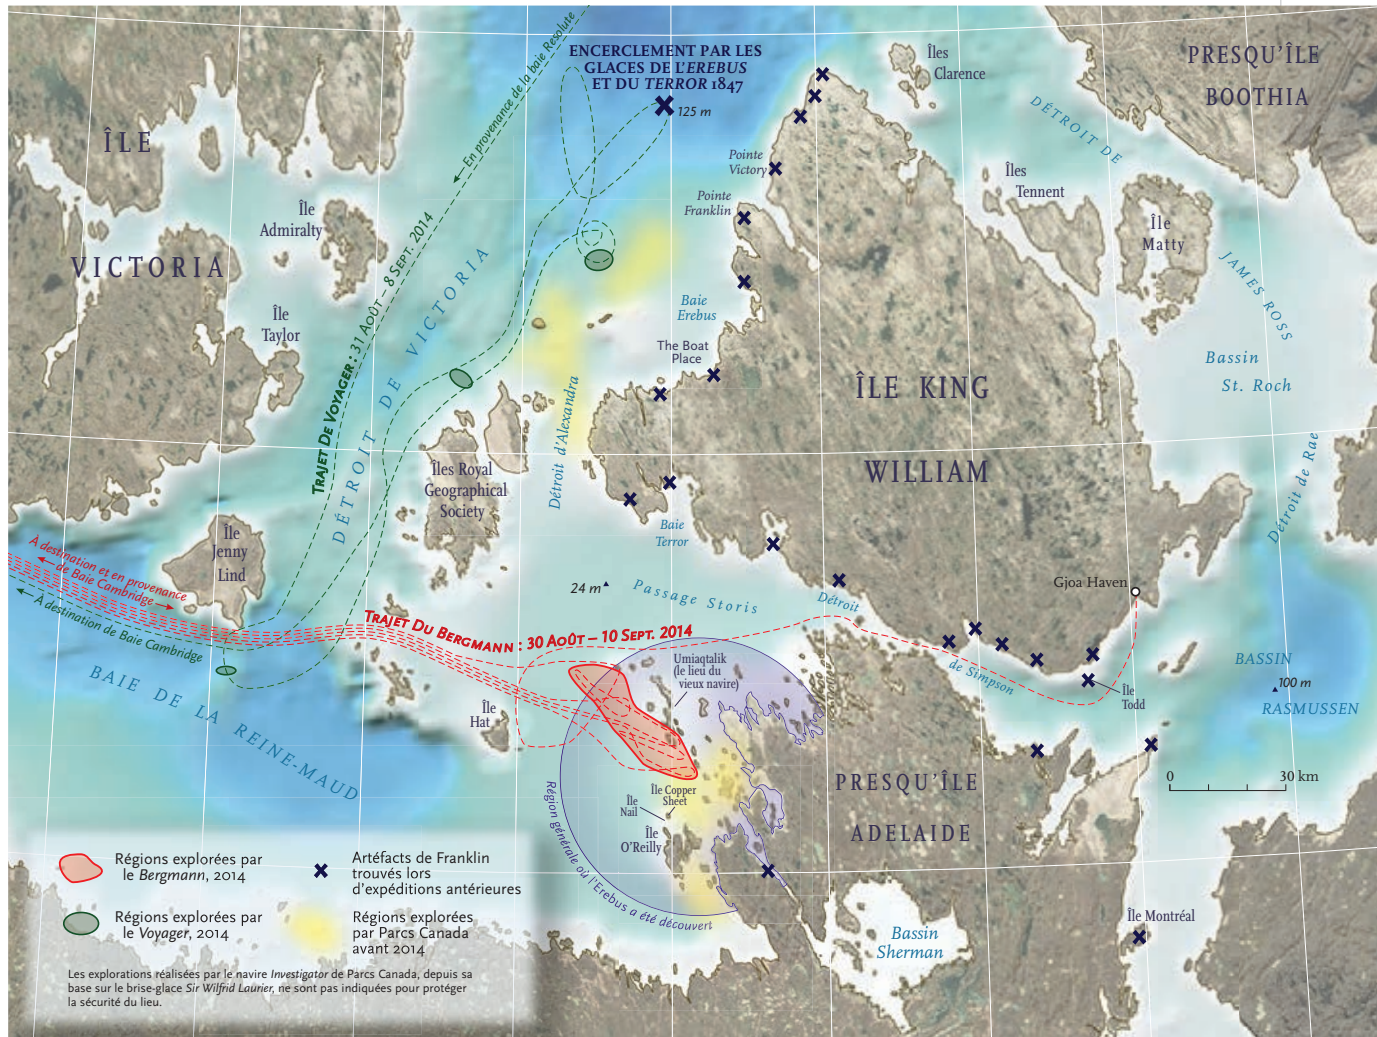 ENCERCLEMENT PAR LES
GLACES DE L'EREBUS
ET DU TERROR 1847
125 m
En provenance de la baie Resolute
Îles
Clarence
PRESQU'ÎLE
BOOTHIA
DÉTROIT DE
JAMES ROSS
ÎLE
VICTORIA
Île
Admiralty
Île
Taylor
Pointe
Victory
Pointe
Franklin
Îles
Tennent
Île
Matty
TRAJET DE VOYAGER : 31 AOÛT – 8 SEPT. 2014
DÉTROIT DE VICTORIA
Baie
Erebus
The Boat
Place
Bassin
St. Roch
ÎLE KING
WILLIAM
Détroit d'Alexandra
Détroit de Rae
Îles Royal
Geographical
Society
Île
Jenny
Lind
Baie
Terror
À destination et en provenance
de Baie Cambridge
À destination de Baie Cambridge
24 m
Passage Storis
Détroit
de Simpson
Gjoa Haven
TRAJET DU BERGMANN : 30 AOÛT – 10 SEPT. 2014
BAIE DE LA REINE-MAUD
Umiaqtalik
(le lieu du
vieux navire)
Île
Hat
Île
Todd
BASSIN
100 m
RASMUSSEN
0 30 km
PRESQU'ÎLE
ADELAIDE
Île Copper
Sheet
Île
Nail
Île
O'Reilly
Région générale où l'Erebus a été découvert
Bassin
Sherman
Île Montréal
Régions explorées par
le Bergmann, 2014
Artéfacts de Franklin
trouvés lors
d'expéditions antérieures
Régions explorées par
le Voyager, 2014
Régions explorées
par Parcs Canada
avant 2014
Les explorations réalisées par le navire Investigator de Parcs Canada, depuis sa
base sur le brise-glace Sir Wilfrid Laurier, ne sont pas indiquées pour protéger
la sécurité du lieu.